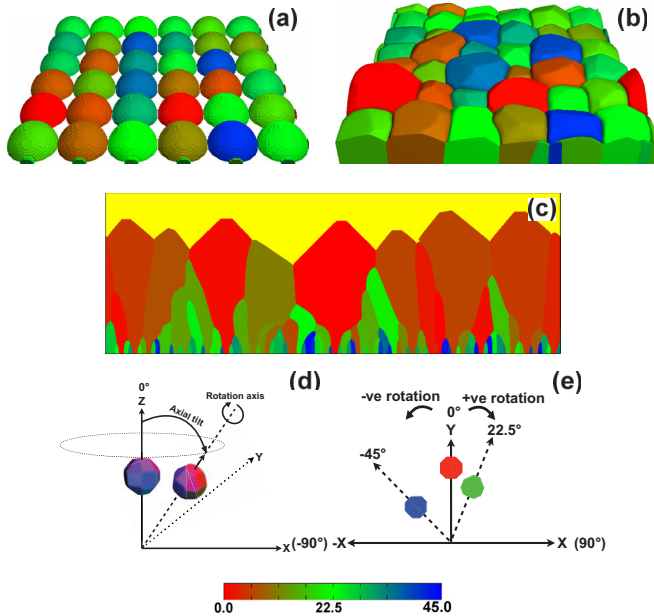 (a)
(b)
(c)
(d)
0°
Z
Rotation axis
Axial tilt
Y
X
(e)
-ve rotation
+ve rotation
0°
Y
22.5°
-45°
(-90°) -X
X (90°)
0.0 22.5 45.0